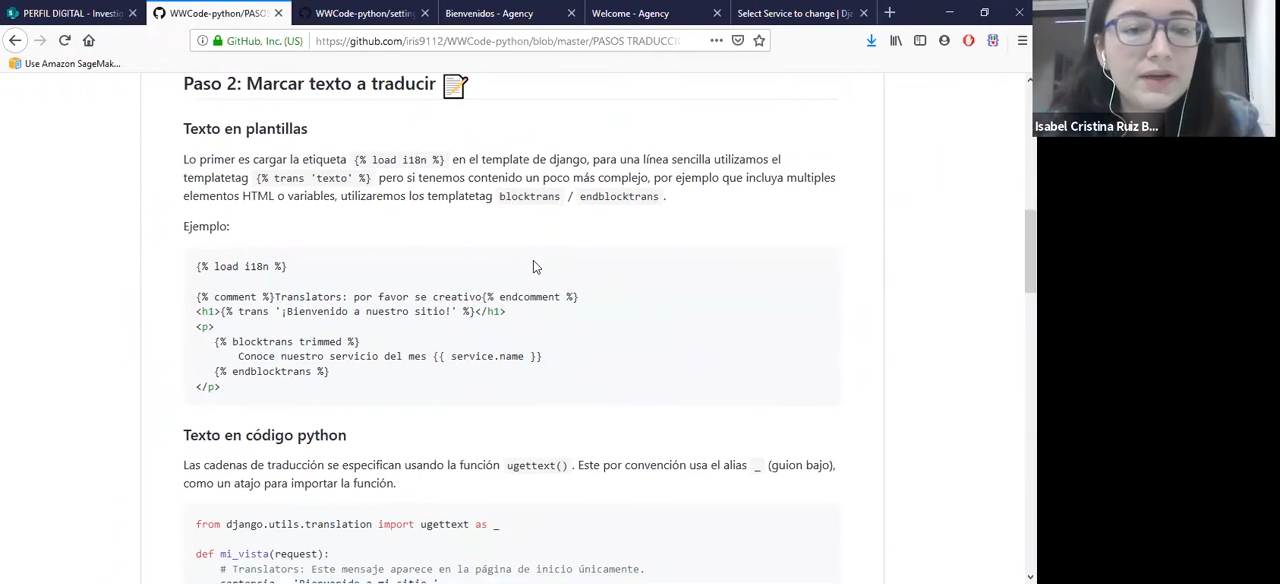 PERFIL DIGITAL - Investi
WWCode-python/PASO
WWCode-python/settin
Bienvenidos - Agency
Welcome - Agency
Select Service to change | Dja
GitHub, Inc. (US)
https://github.com/iris9112/WWCode-python/blob/master/PASOS TRADUCCI
Use Amazon SageMak...
Isabel Cristina Ruiz B...
Paso 2: Marcar texto a traducir
Texto en plantillas
Lo primero es cargar la etiqueta {% load i18n %} en el template de django, para una línea sencilla utilizamos el
templatetag {% trans 'texto' %} pero si tenemos contenido un poco más complejo, por ejemplo que incluya multiples
elementos HTML o variables, utilizaremos los templatetag blocktrans / endblocktrans .
Ejemplo:
{% load i18n %}
{% comment %}Translators: por favor se creativo{% endcomment %}
<h1>{% trans '¡Bienvenido a nuestro sitio!' %}</h1>
<p>
{% blocktrans trimmed %}
Conoce nuestro servicio del mes {{ service.name }}
{% endblocktrans %}
</p>
Texto en código python
Las cadenas de traducción se especifican usando la función ugettext() . Este por convención usa el alias _ (guion bajo),
como un atajo para importar la función.
from django.utils.translation import ugettext as _
def mi_vista(request):
# Translators: Este mensaje aparece en la página de inicio únicamente.
sentencia = 'Bienvenido a mi sitio.'